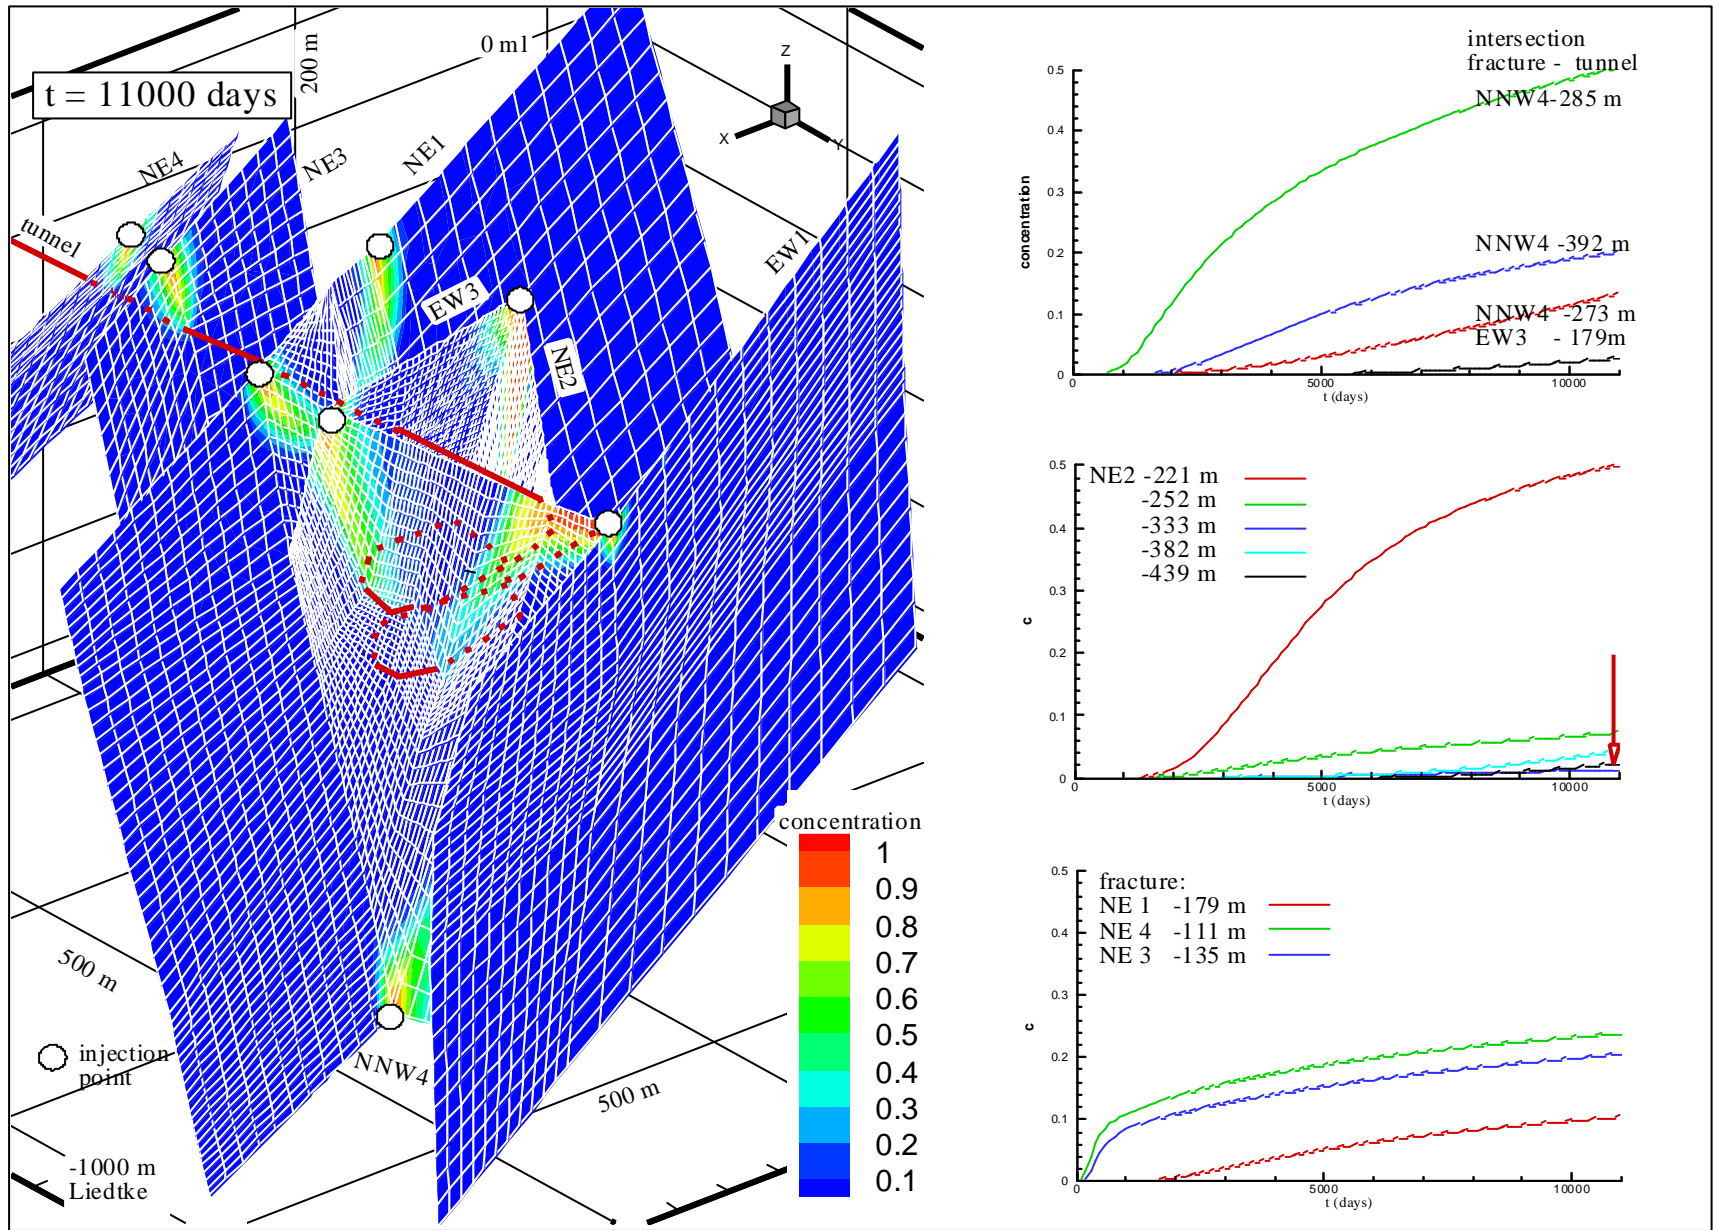 t = 11000 days
200 m
0 ml
z
x
Y
NE4
NE3
NE1
tunnel
EW3
NE2
EW1
concentration
1
0.9
0.8
0.7
0.6
0.5
0.4
0.3
0.2
0.1
500 m
injection
point
NNW4
500 m
-1000 m
Liedtke
intersection
fracture - tunnel
NNW4-285 m
NNW4 -392 m
NNW4 -273 m
EW3 - 179m
concentration
0.5
0.4
0.3
0.2
0.1
0
0
5000
10000
t (days)
NE2 -221 m
-252 m
-333 m
-382 m
-439 m
c
0.5
0.4
0.3
0.2
0.1
0
0
5000
10000
t (days)
fracture:
NE 1 -179 m
NE 4 -111 m
NE 3 -135 m
c
0.5
0.4
0.3
0.2
0.1
0
0
5000
10000
t (days)